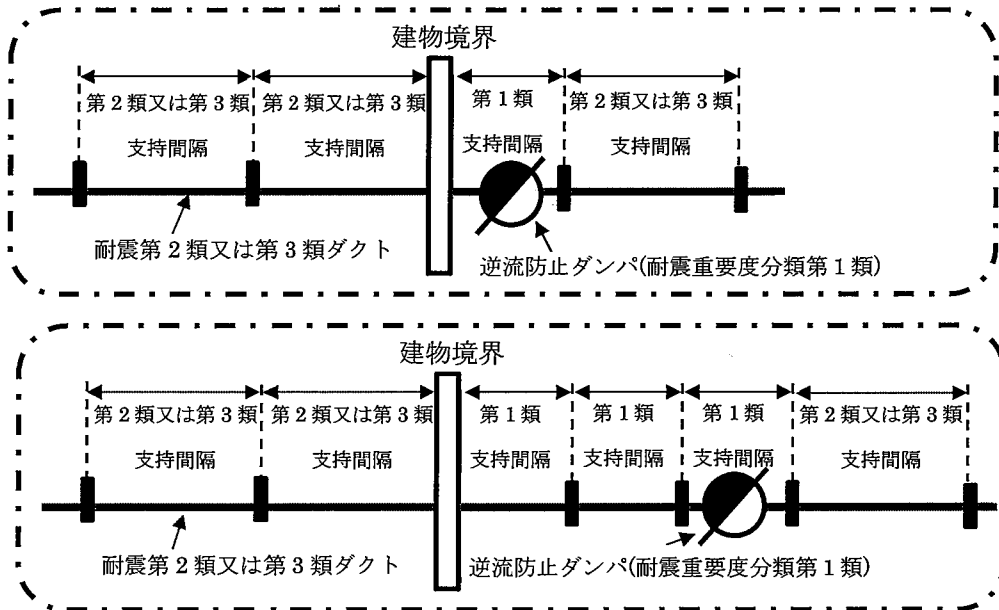 建物境界
第２類又は第３類 第２類又は第３類 第１類 第２類又は第３類
支持間隔 支持間隔 支持間隔 支持間隔
耐震第２類又は第３類ダクト
逆流防止ダンパ(耐震重要度分類第１類)
建物境界
第２類又は第３類 第２類又は第３類 第１類 第１類 第１類 第２類又は第３類
支持間隔 支持間隔 支持間隔 支持間隔 支持間隔 支持間隔
耐震第２類又は第３類ダクト
逆流防止ダンパ(耐震重要度分類第１類)